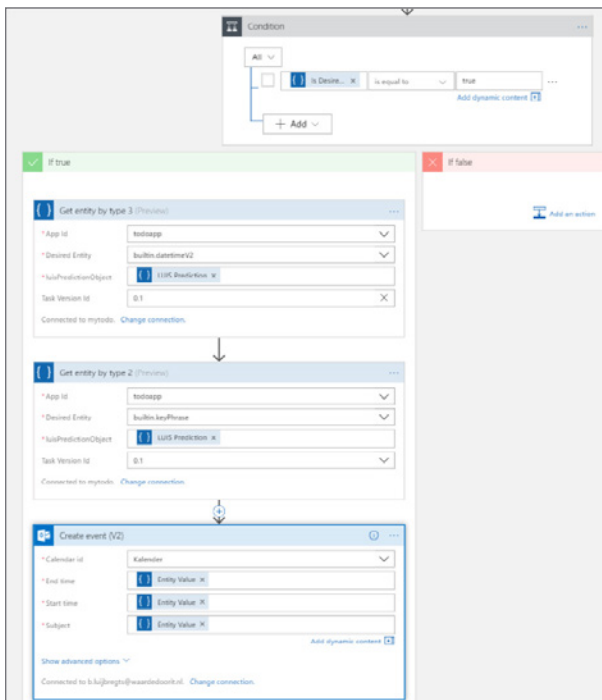 Condition
All
Is Desire... × is equal to true
Add dynamic content
+ Add
If true
If false
Add an action
Get entity by type 3 (Preview)
* App Id todoapp
* Desired Entity builtin.datetimeV2
* luisPredictionObject LUIS Prediction ×
Task Version Id 0.1
Connected to mytodo. Change connection.
Get entity by type 2 (Preview)
* App Id todoapp
* Desired Entity builtin.keyPhrase
* luisPredictionObject LUIS Prediction ×
Task Version Id 0.1
Connected to mytodo. Change connection.
Create event (V2)
* Calendar id Kalender
* End time Entity Value ×
* Start time Entity Value ×
* Subject Entity Value ×
Add dynamic content
Show advanced options
Connected to b.luijbregts@waardedoorit.nl. Change connection.